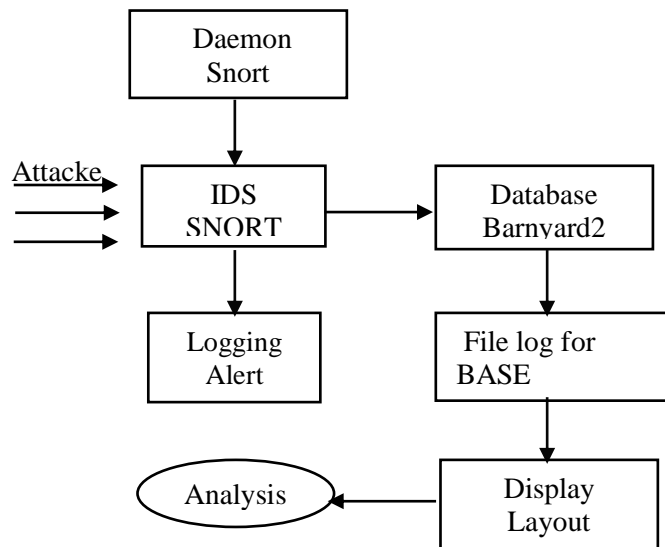 Daemon
Snort
Attacke
IDS
SNORT
Database
Barnyard2
Logging
Alert
File log for
BASE
Analysis
Display
Layout